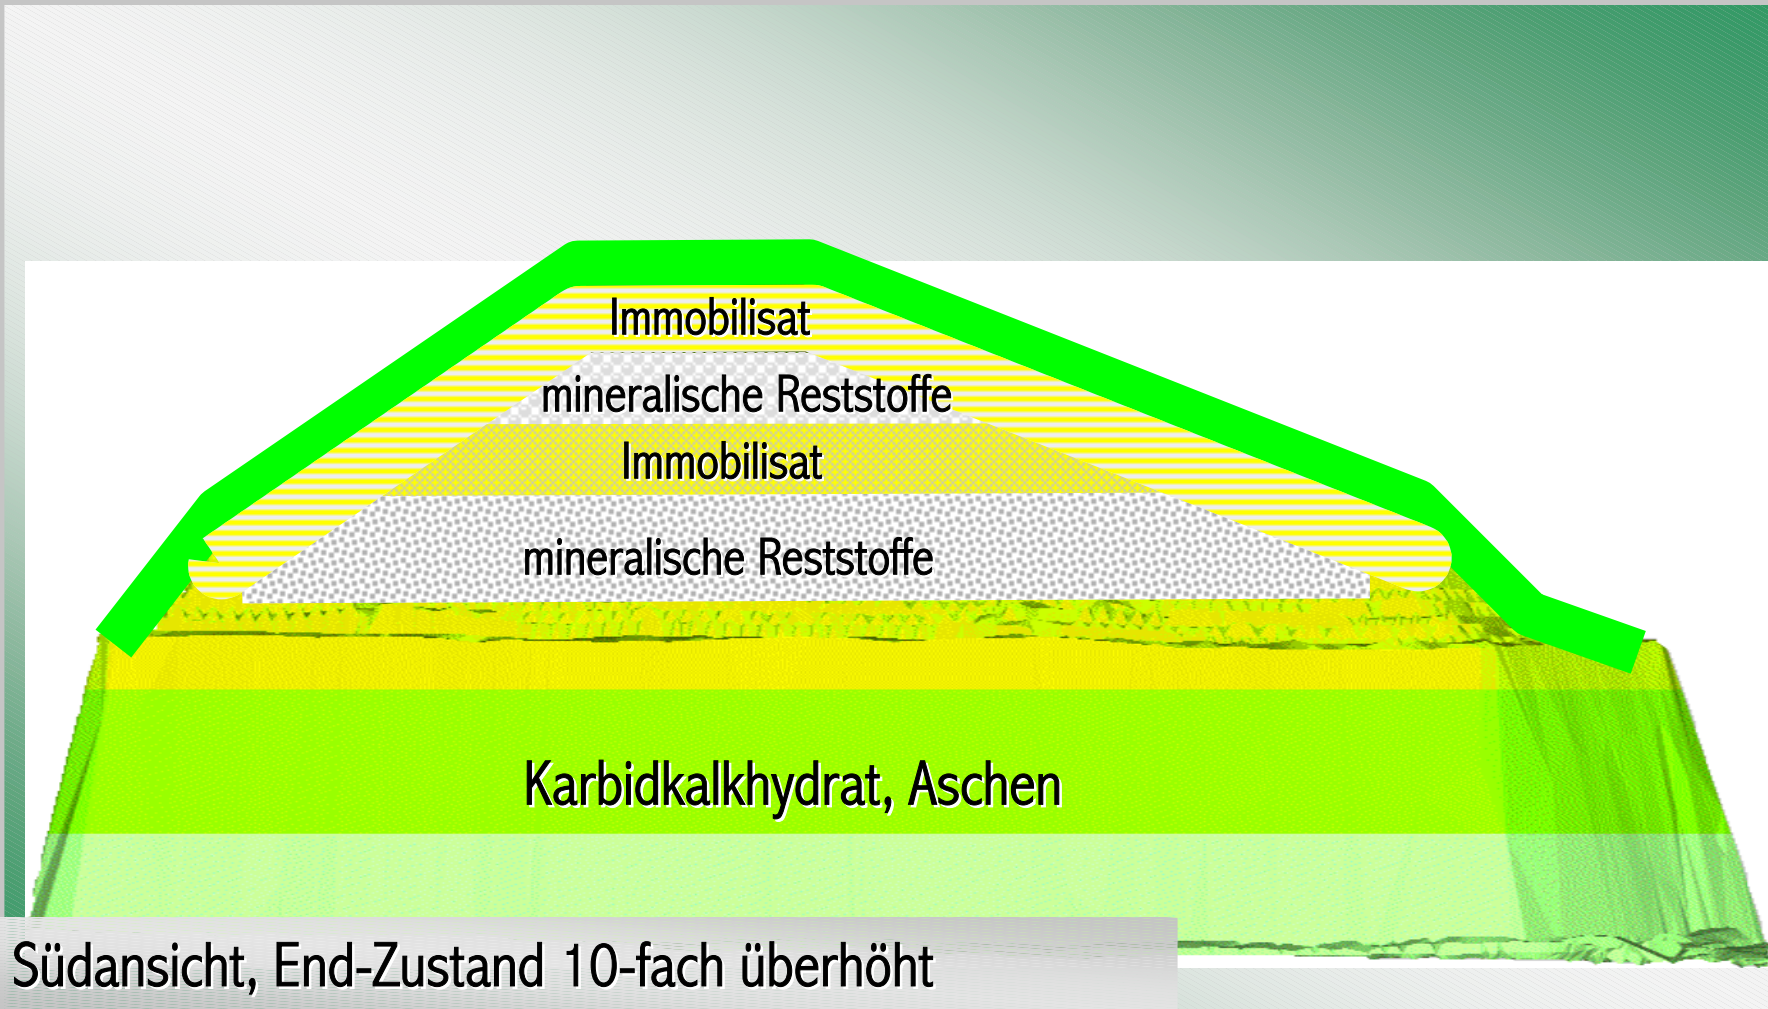 Immobilisat
mineralische Reststoffe
Immobilisat
mineralische Reststoffe
Karbidkalkhydrat, Aschen
Südansicht, End-Zustand 10-fach überhöht